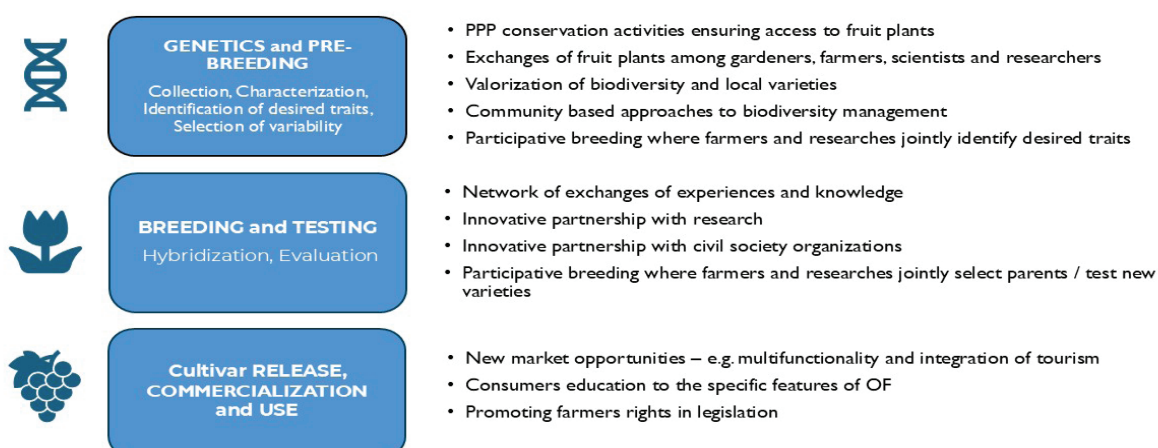 GENETICS and PRE-
BREEDING
Collection, Characterization,
Identification of desired traits,
Selection of variability
• PPP conservation activities ensuring access to fruit plants
• Exchanges of fruit plants among gardeners, farmers, scientists and researchers
• Valorization of biodiversity and local varieties
• Community based approaches to biodiversity management
• Participative breeding where farmers and researches jointly identify desired traits
BREEDING and TESTING
Hybridization, Evaluation
• Network of exchanges of experiences and knowledge
• Innovative partnership with research
• Innovative partnership with civil society organizations
• Participative breeding where farmers and researches jointly select parents / test new
varieties
Cultivar RELEASE,
COMMERCIALIZATION
and USE
• New market opportunities – e.g. multifunctionality and integration of tourism
• Consumers education to the specific features of OF
• Promoting farmers rights in legislation